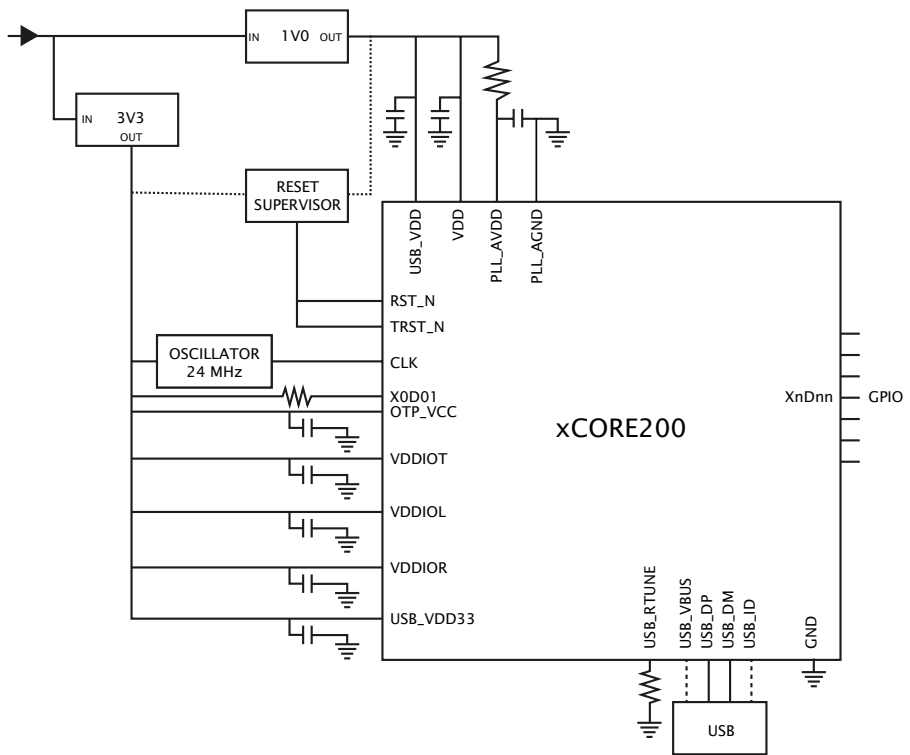 IN 1V0 OUT
IN 3V3
OUT
RESET
SUPERVISOR
USB_VDD
VDD
PLL_AVDD
PLL_AGND
RST_N
TRST_N
OSCILLATOR
24 MHz
CLK
X0D01
OTP_VCC
XnDnn GPIO
xCORE200
VDDIOT
VDDIOL
VDDIOR
USB_VDD33
USB_RTUNE
USB_VBUS
USB_DP
USB_DM
USB_ID
GND
USB